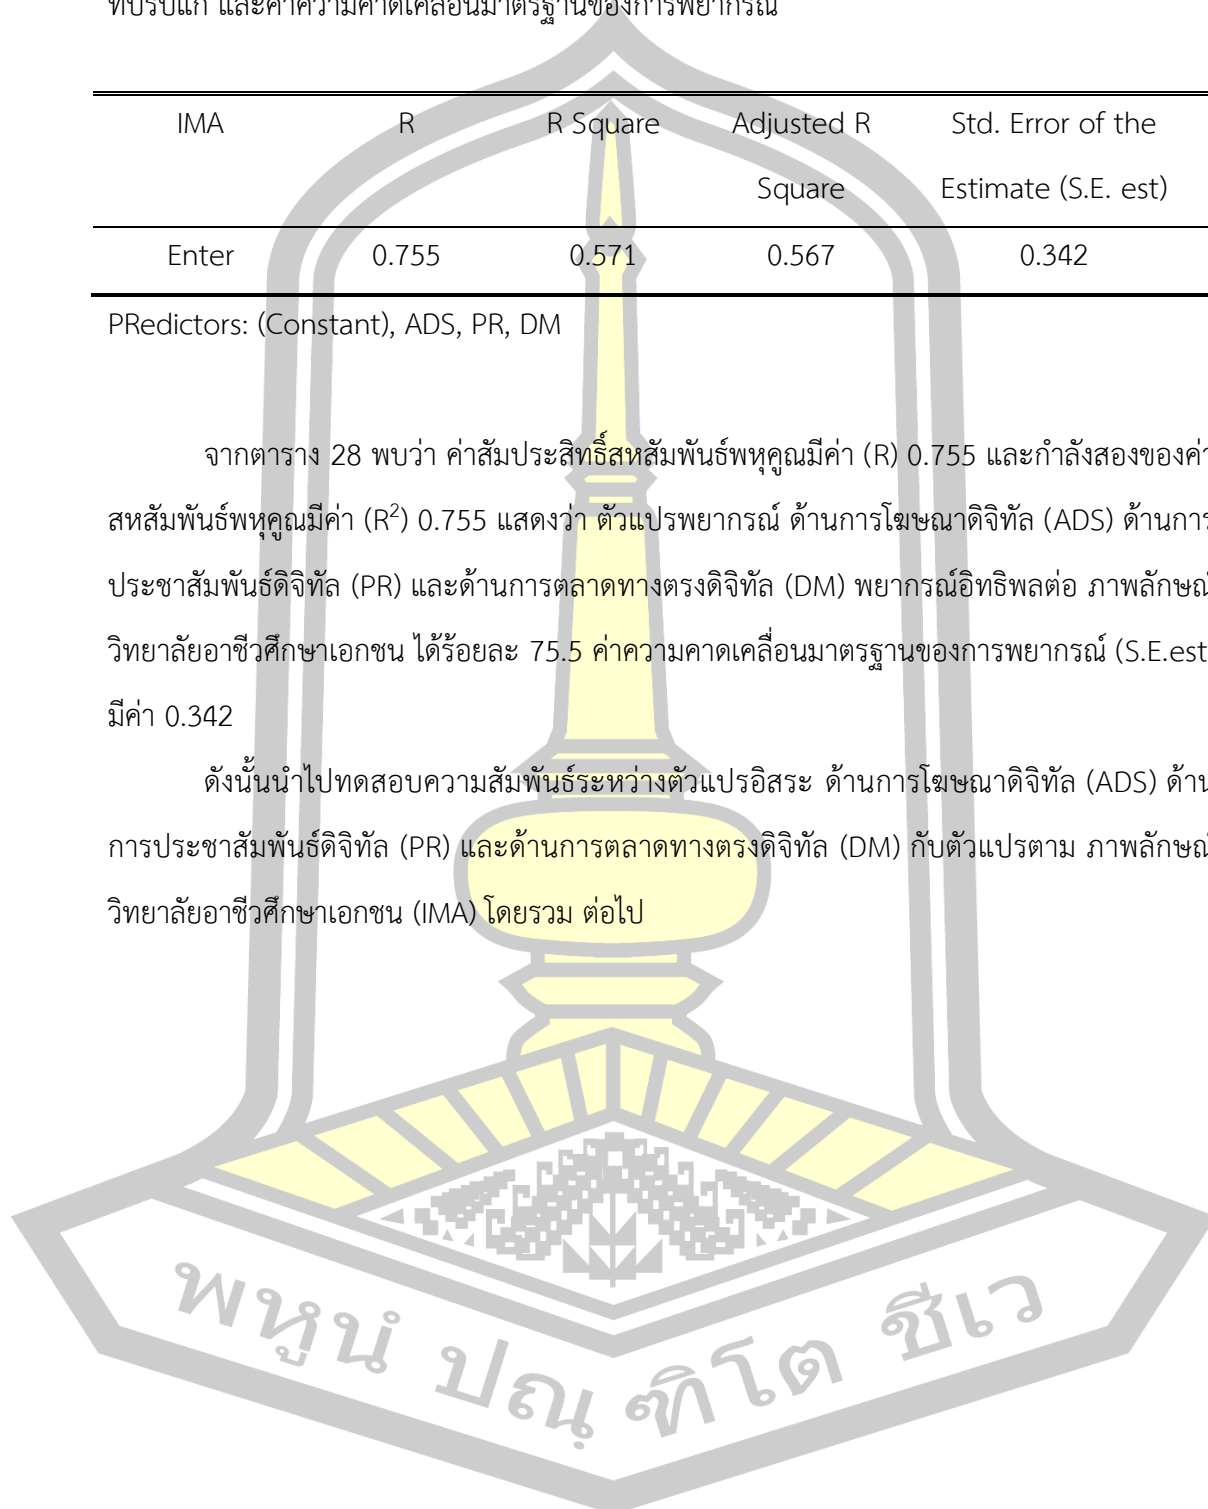 ที่ปรับแก้ และค่าความคาดเคลื่อนมาตรฐานของการพยากรณ์
IMA R R Square Adjusted R Std. Error of the
Square Estimate (S.E. est)
Enter 0.755 0.571 0.567 0.342
PRedictors: (Constant), ADS, PR, DM
จากตาราง 28 พบว่า ค่าสัมประสิทธิ์สหสัมพันธ์พหุคูณมีค่า (R) 0.755 และกำลังสองของค่า
สหสัมพันธ์พหุคูณมีค่า (R²) 0.755 แสดงว่า ตัวแปรพยากรณ์ ด้านการโฆษณาดิจิทัล (ADS) ด้านการ
ประชาสัมพันธ์ดิจิทัล (PR) และด้านการตลาดทางตรงดิจิทัล (DM) พยากรณ์อิทธิพลต่อ ภาพลักษณ์
วิทยาลัยอาชีวศึกษาเอกชน ได้ร้อยละ 75.5 ค่าความคาดเคลื่อนมาตรฐานของการพยากรณ์ (S.E.est
มีค่า 0.342
ดังนั้นนำไปทดสอบความสัมพันธ์ระหว่างตัวแปรอิสระ ด้านการโฆษณาดิจิทัล (ADS) ด้าน
การประชาสัมพันธ์ดิจิทัล (PR) และด้านการตลาดทางตรงดิจิทัล (DM) กับตัวแปรตาม ภาพลักษณ์
วิทยาลัยอาชีวศึกษาเอกชน (IMA) โดยรวม ต่อไป
พหูนํ ปณฺ ฑิโต ชีเว